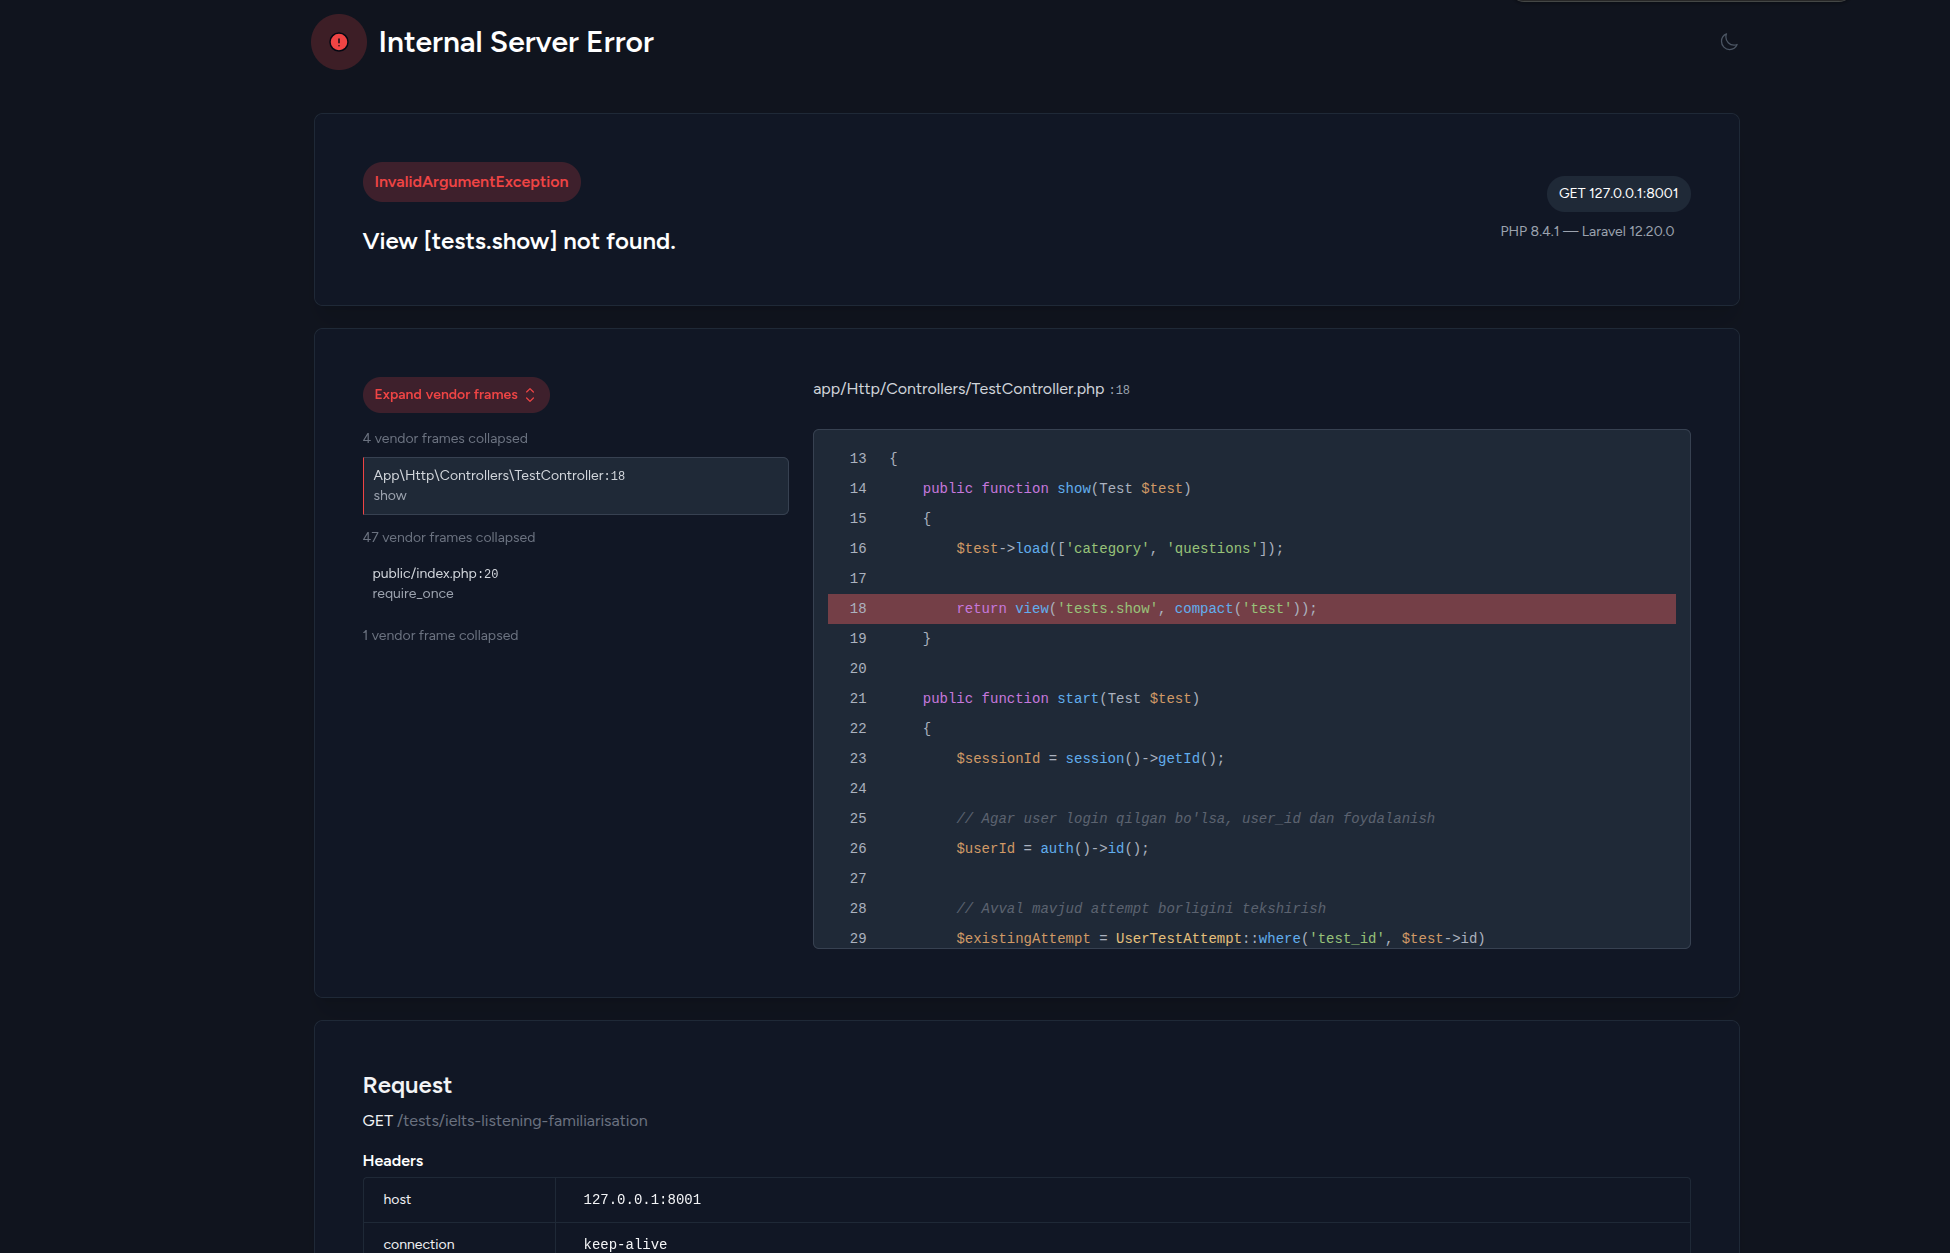 Internal Server Error
InvalidArgumentException
View [tests.show] not found.
GET 127.0.0.1:8001
PHP 8.4.1 — Laravel 12.20.0
Expand vendor frames
4 vendor frames collapsed
App\Http\Controllers\TestController:18
show
47 vendor frames collapsed
public/index.php:20
require_once
1 vendor frame collapsed
app/Http/Controllers/TestController.php :18
13 {
14     public function show(Test $test)
15     {
16         $test->load(['category', 'questions']);
17
18         return view('tests.show', compact('test'));
19     }
20
21     public function start(Test $test)
22     {
23         $sessionId = session()->getId();
24
25         // Agar user login qilgan bo'lsa, user_id dan foydalanish
26         $userId = auth()->id();
27
28         // Avval mavjud attempt borligini tekshirish
29         $existingAttempt = UserTestAttempt::where('test_id', $test->id)
Request
GET /tests/ielts-listening-familiarisation
Headers
host 127.0.0.1:8001
connection keep-alive